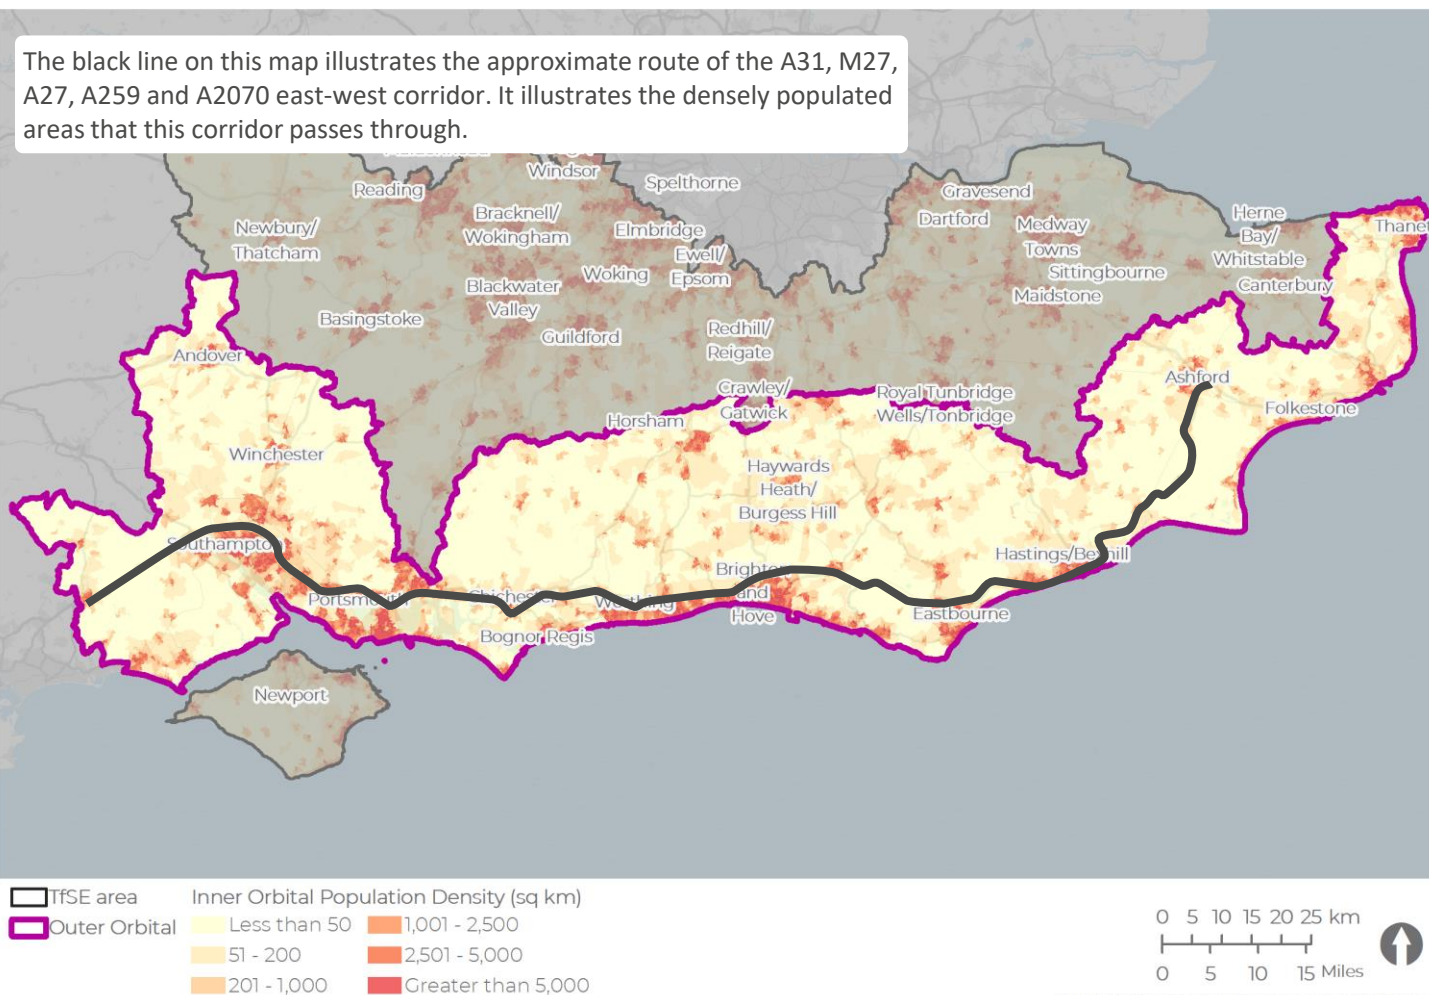 The black line on this map illustrates the approximate route of the A31, M27,
A27, A259 and A2070 east-west corridor. It illustrates the densely populated
areas that this corridor passes through.
Windsor
Reading
Spelthorne
Gravesend
Bracknell/
Wokingham
Newbury/
Thatcham
Elmbridge
Dartford
Medway
Towns
Herne
Bay/
Whitstable
Thanet
Ewell/
Epsom
Woking
Sittingbourne
Canterbury
Blackwater
Valley
Maidstone
Basingstoke
Guildford
Redhill/
Reigate
Andover
Crawley/
Gatwick
Royal Tunbridge
Wells/Tonbridge
Ashford
Folkestone
Horsham
Winchester
Haywards
Heath/
Burgess Hill
Southampton
Hastings/Bexhill
Brighton
and
Hove
Portsmouth
Chichester
Worthing
Eastbourne
Bognor Regis
Newport
TfSE area
Outer Orbital
Inner Orbital Population Density (sq km)
Less than 50
51 - 200
201 - 1,000
1,001 - 2,500
2,501 - 5,000
Greater than 5,000
0 5 10 15 20 25 km
0 5 10 15 Miles